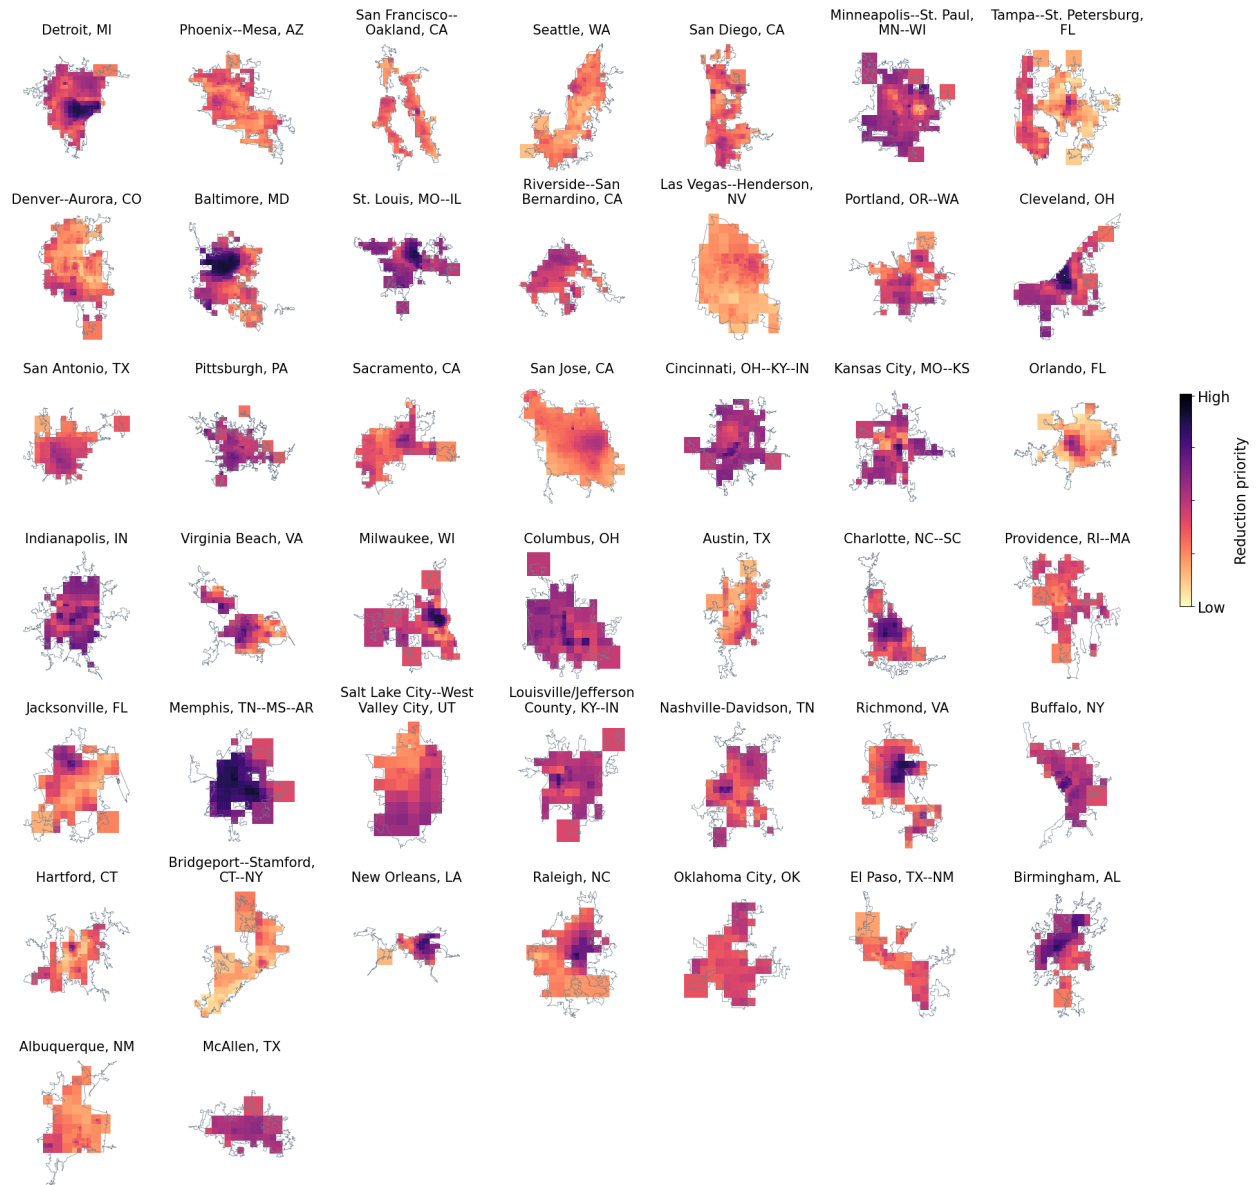 Detroit, MI
Phoenix--Mesa, AZ
San Francisco--
Oakland, CA
Seattle, WA
San Diego, CA
Minneapolis--St. Paul,
MN--WI
Tampa--St. Petersburg,
FL
Denver--Aurora, CO
Baltimore, MD
St. Louis, MO--IL
Riverside--San
Bernardino, CA
Las Vegas--Henderson,
NV
Portland, OR--WA
Cleveland, OH
San Antonio, TX
Pittsburgh, PA
Sacramento, CA
San Jose, CA
Cincinnati, OH--KY--IN
Kansas City, MO--KS
Orlando, FL
High
Reduction priority
Low
Indianapolis, IN
Virginia Beach, VA
Milwaukee, WI
Columbus, OH
Austin, TX
Charlotte, NC--SC
Providence, RI--MA
Jacksonville, FL
Memphis, TN--MS--AR
Salt Lake City--West
Valley City, UT
Louisville/Jefferson
County, KY--IN
Nashville-Davidson, TN
Richmond, VA
Buffalo, NY
Hartford, CT
Bridgeport--Stamford,
CT--NY
New Orleans, LA
Raleigh, NC
Oklahoma City, OK
El Paso, TX--NM
Birmingham, AL
Albuquerque, NM
McAllen, TX